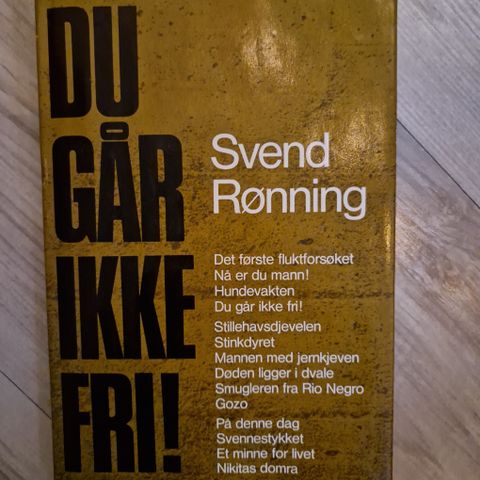 DU
GÅR
IKKE
FRI!
Svend
Rønning
Det første fluktforsøket
Nå er du mann!
Hundevakten
Du går ikke fri!
Stillehavsdjevelen
Stinkdyret
Mannen med jernkjeven
Døden ligger i dvale
Smugleren fra Rio Negro
Gozo
På denne dag
Svennestykket
Et minne for livet
Nikitas domra